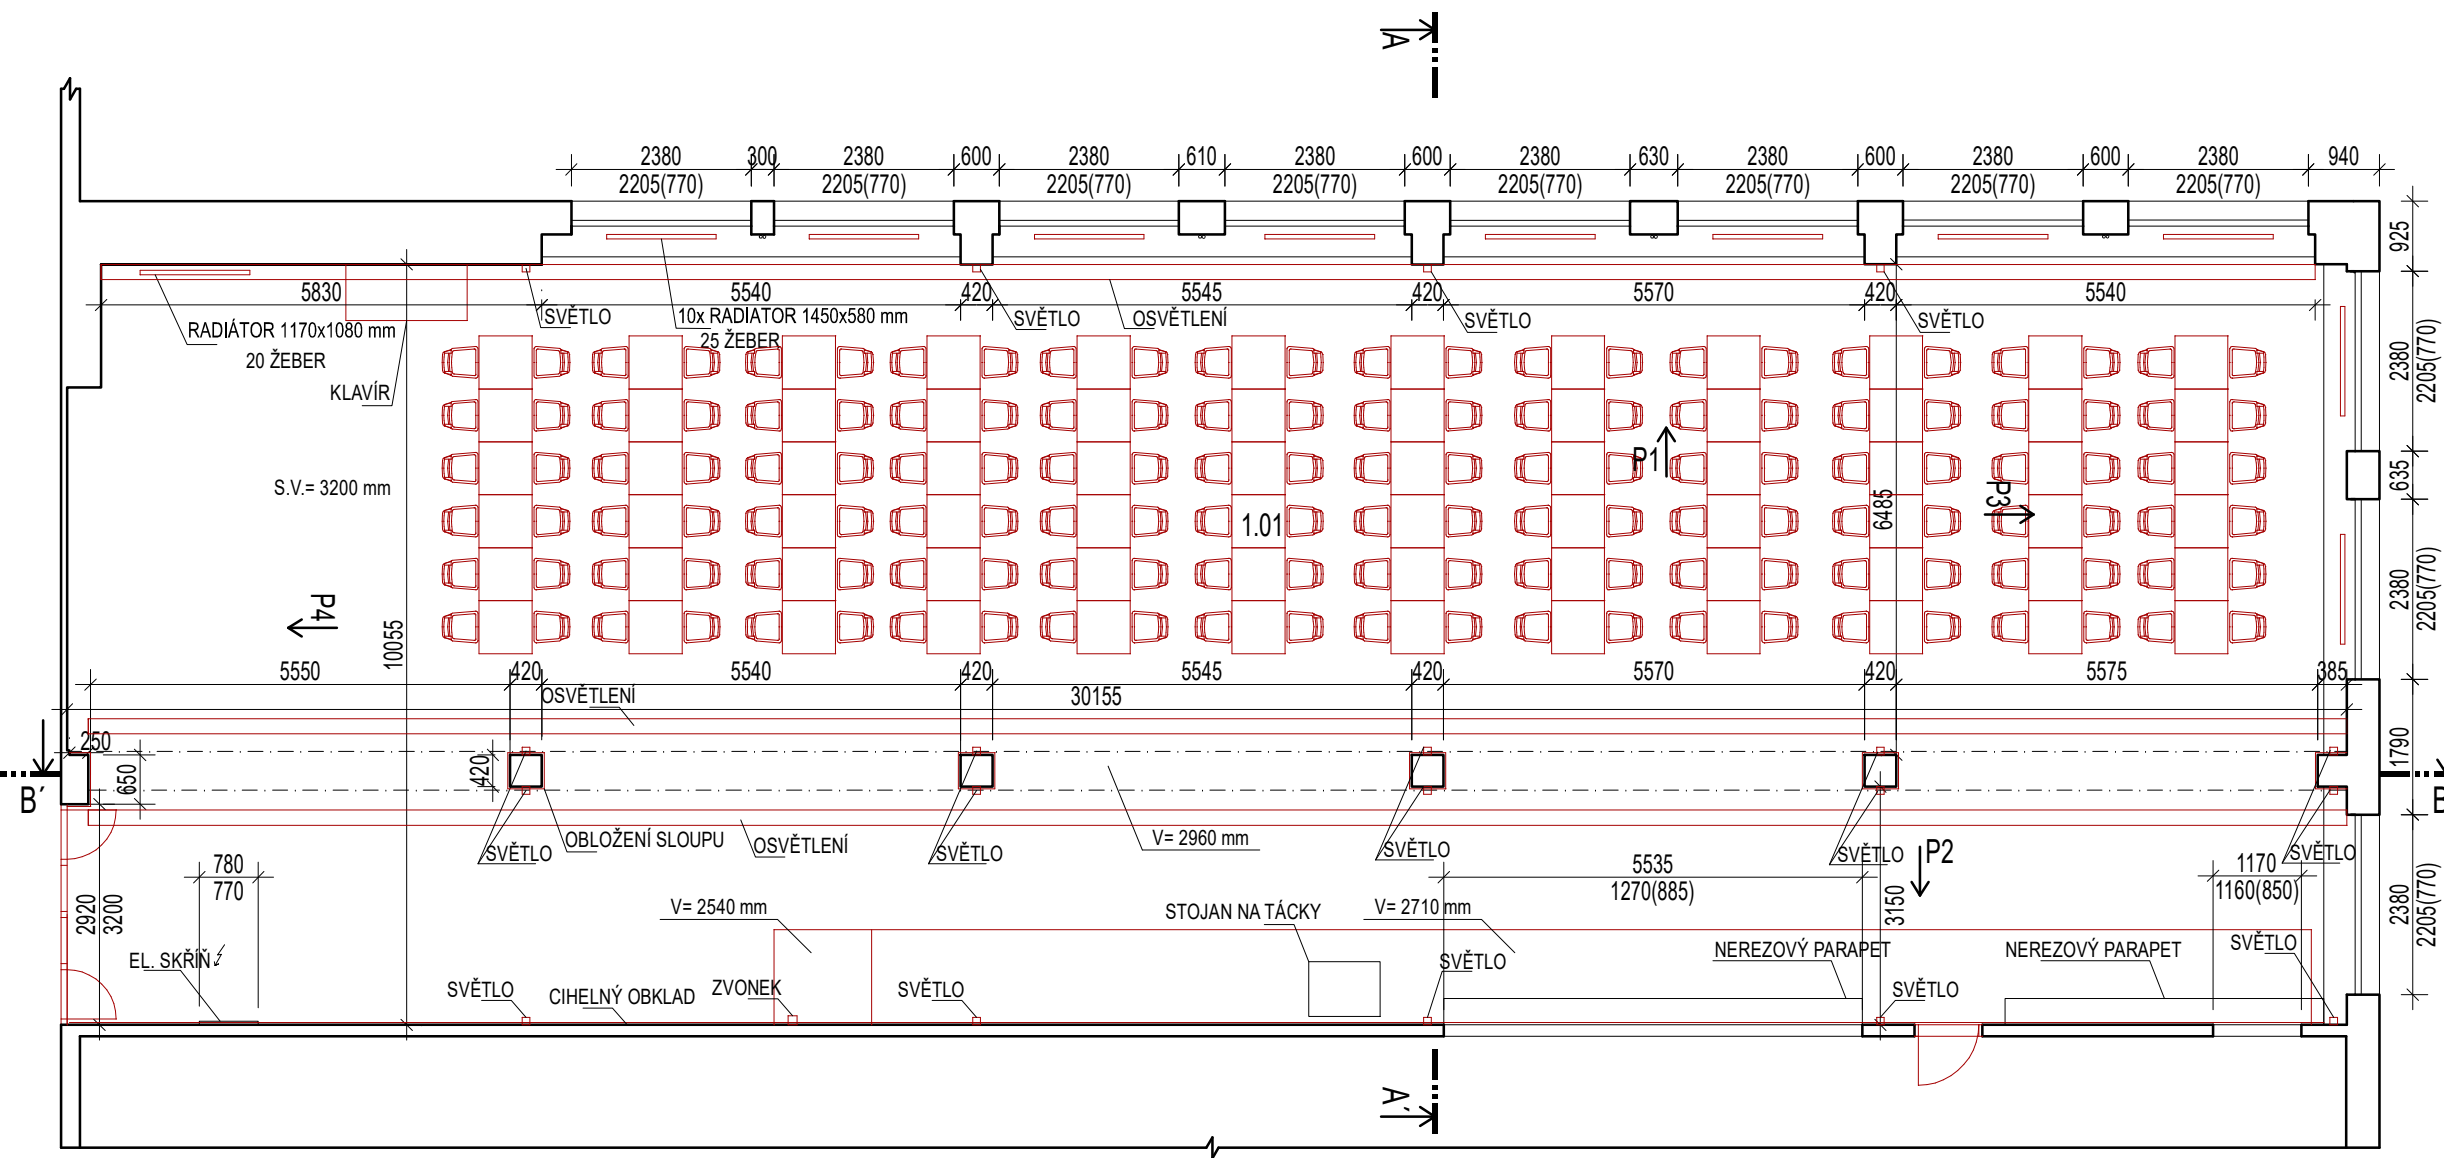 A
2380 300 2380 600 2380 610 2380 600 2380 630 2380 600 2380 600 2380 940
2205(770) 2205(770) 2205(770) 2205(770) 2205(770) 2205(770) 2205(770) 2205(770)
925
5830 5540 420 5545 420 5570 420 5540
RADIÁTOR 1170x1080 mm
20 ŽEBER
KLAVÍR
SVĚTLO
10x RADIATOR 1450x580 mm
25 ŽEBER
SVĚTLO
OSVĚTLENÍ
SVĚTLO
SVĚTLO
2380
2205(770)
P1
S.V.= 3200 mm
635
P3
6485
1.01
2380
2205(770)
P4
10055
5550 420 5540 420 5545 420 5570 420 5575 385
OSVĚTLENÍ
30155
250
650
420
1790
B´
B
SVĚTLO
OBLOŽENÍ SLOUPU
OSVĚTLENÍ
SVĚTLO
V= 2960 mm
SVĚTLO
SVĚTLO
P2
SVĚTLO
780
770
5535
1270(885)
1170
1160(850)
2920
3200
V= 2540 mm
STOJAN NA TÁCKY
V= 2710 mm
3150
2380
2205(770)
EL. SKŘÍŇ
SVĚTLO
NEREZOVÝ PARAPET
NEREZOVÝ PARAPET
SVĚTLO
SVĚTLO
CIHELNÝ OBKLAD
ZVONEK
SVĚTLO
SVĚTLO
A´